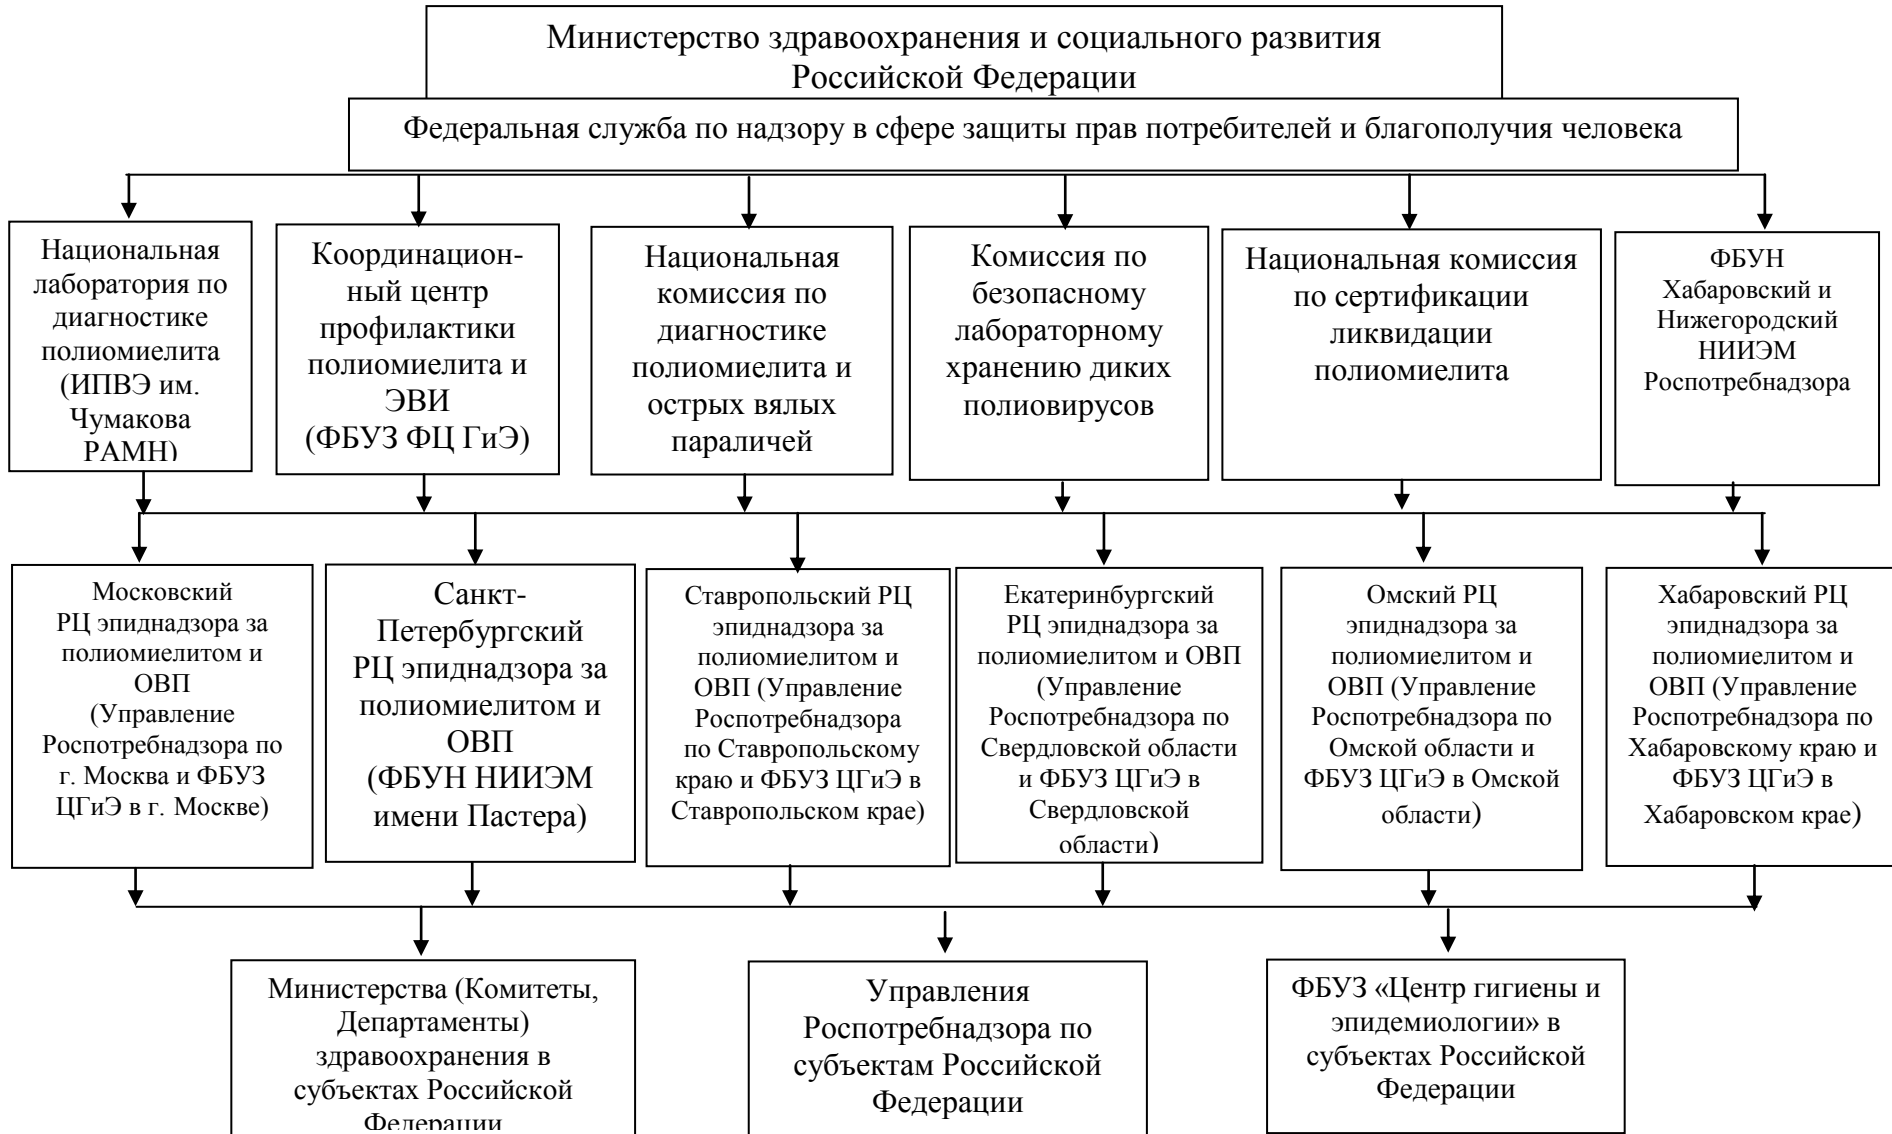 Министерство здравоохранения и социального развития
Российской Федерации
Федеральная служба по надзору в сфере защиты прав потребителей и благополучия человека
Национальная
лаборатория по
диагностике
полиомиелита
(ИПВЭ им.
Чумакова
РАМН)
Координацион-
ный центр
профилактики
полиомиелита и
ЭВИ
(ФБУЗ ФЦ ГиЭ)
Национальная
комиссия по
диагностике
полиомиелита и
острых вялых
параличей
Комиссия по
безопасному
лабораторному
хранению диких
полиовирусов
Национальная комиссия
по сертификации
ликвидации
полиомиелита
ФБУН
Хабаровский и
Нижегородский
НИИЭМ
Роспотребнадзора
Московский
РЦ эпиднадзора за
полиомиелитом и
ОВП
(Управление
Роспотребнадзора по
г. Москва и ФБУЗ
ЦГиЭ в г. Москве)
Санкт-
Петербургский
РЦ эпиднадзора за
полиомиелитом и
ОВП
(ФБУН НИИЭМ
имени Пастера)
Ставропольский РЦ
эпиднадзора за
полиомиелитом и
ОВП (Управление
Роспотребнадзора
по Ставропольскому
краю и ФБУЗ ЦГиЭ в
Ставропольском крае)
Екатеринбургский
РЦ эпиднадзора за
полиомиелитом и ОВП
(Управление
Роспотребнадзора по
Свердловской области
и ФБУЗ ЦГиЭ в
Свердловской
области)
Омский РЦ
эпиднадзора за
полиомиелитом и
ОВП (Управление
Роспотребнадзора по
Омской области и
ФБУЗ ЦГиЭ в Омской
области)
Хабаровский РЦ
эпиднадзора за
полиомиелитом и
ОВП (Управление
Роспотребнадзора по
Хабаровскому краю и
ФБУЗ ЦГиЭ в
Хабаровском крае)
Министерства (Комитеты,
Департаменты)
здравоохранения в
субъектах Российской
Федерации
Управления
Роспотребнадзора по
субъектам Российской
Федерации
ФБУЗ «Центр гигиены и
эпидемиологии» в
субъектах Российской
Федерации